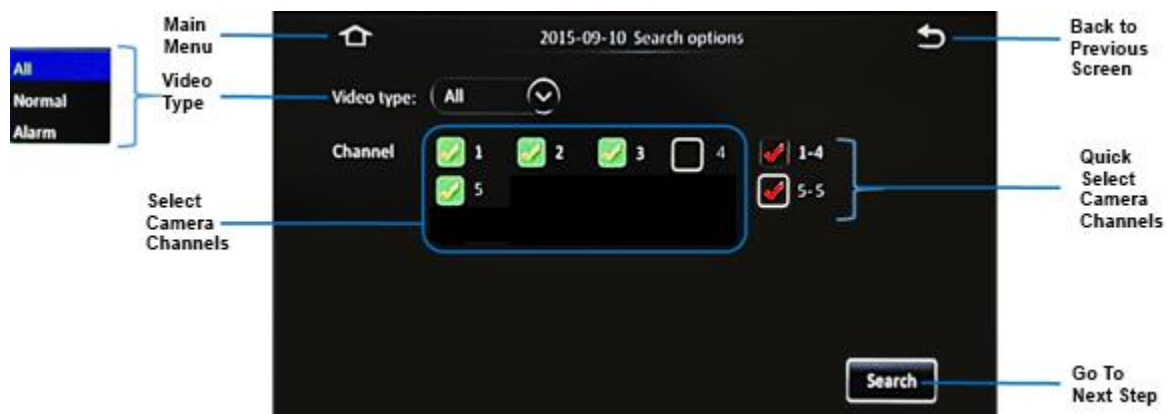 Main
Menu
2015-09-10 Search options
Back to
Previous
Screen
All
Normal
Alarm
Video
Type
Video type: All
Channel 1 2 3 4 1-4
5 5-5
Quick
Select
Camera
Channels
Select
Camera
Channels
Search
Go To
Next Step